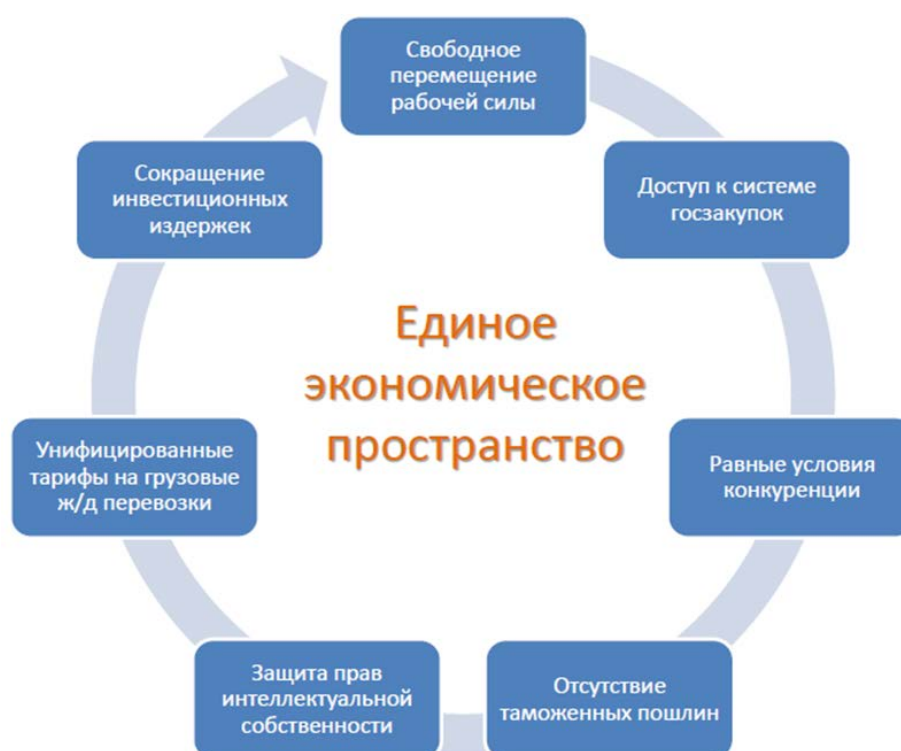 Свободное
перемещение
рабочей силы
Доступ к системе
госзакупок
Равные условия
конкуренции
Отсутствие
таможенных пошлин
Защита прав
интеллектуальной
собственности
Унифицированные
тарифы на грузовые
ж/д перевозки
Сокращение
инвестиционных
издержек
Единое
экономическое
пространство